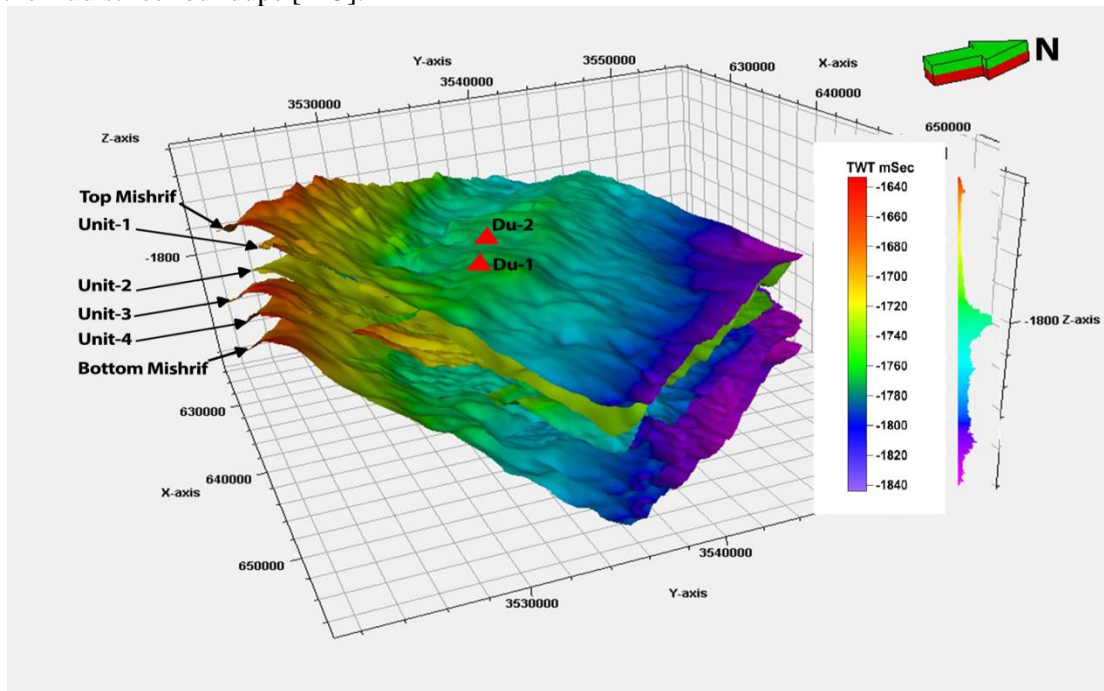 Y-axis
3530000
3540000
3550000
630000
X-axis
640000
650000
N
Z-axis
Top Mishrif
Unit-1
-1800
Unit-2
Unit-3
Unit-4
Bottom Mishrif
Du-2
Du-1
TWT mSec
-1640
-1660
-1680
-1700
-1720
-1740
-1760
-1780
-1800
-1820
-1840
-1800 Z-axis
630000
640000
X-axis
650000
3530000
Y-axis
3540000